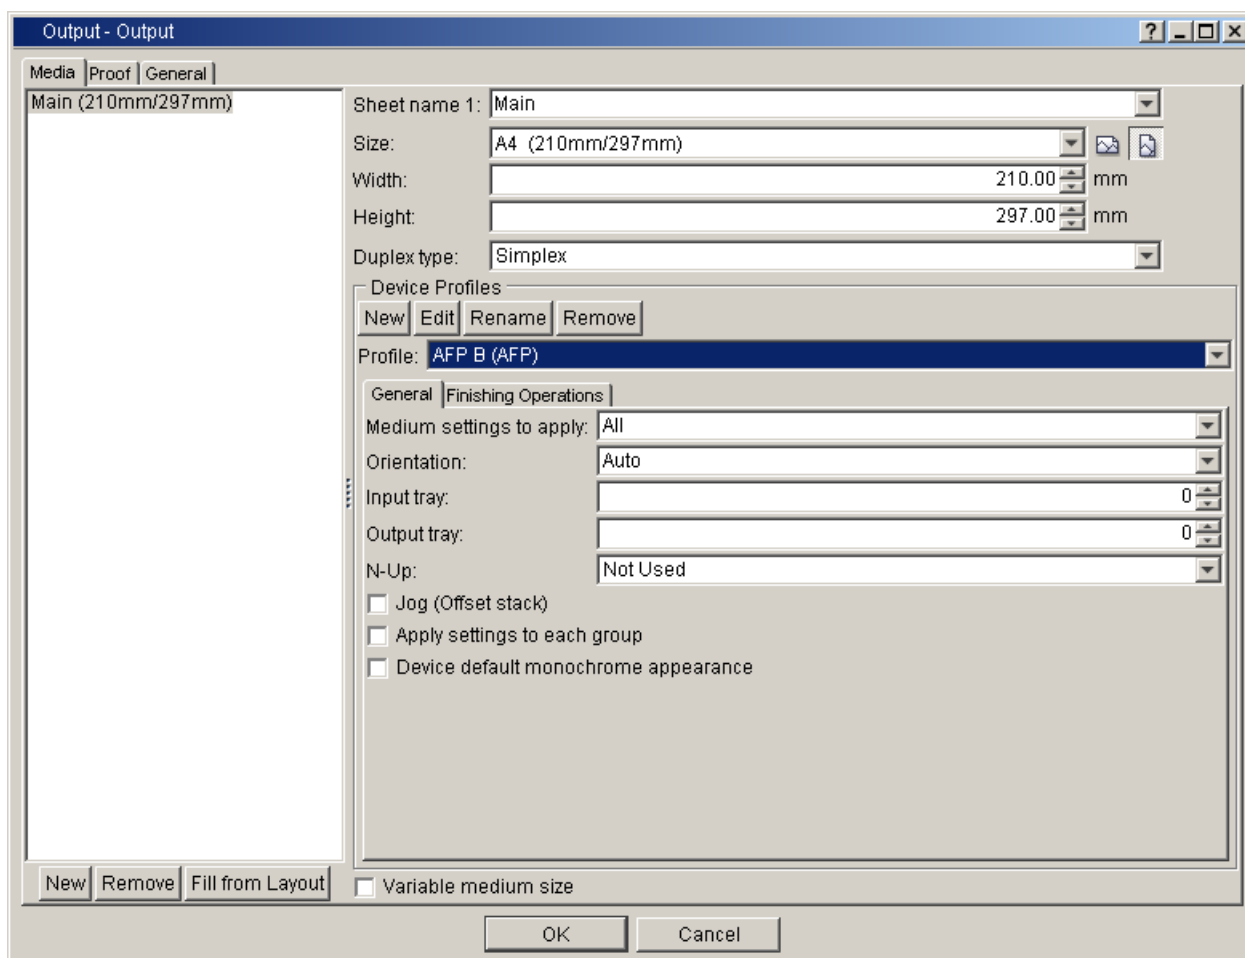 Output - Output
Media Proof General
Main (210mm/297mm)
Sheet name 1: Main
Size: A4 (210mm/297mm)
Width: 210.00 mm
Height: 297.00 mm
Duplex type: Simplex
Device Profiles
New Edit Rename Remove
Profile: AFP B (AFP)
General Finishing Operations
Medium settings to apply: All
Orientation: Auto
Input tray: 0
Output tray: 0
N-Up: Not Used
Jog (Offset stack)
Apply settings to each group
Device default monochrome appearance
New Remove Fill from Layout
Variable medium size
OK Cancel